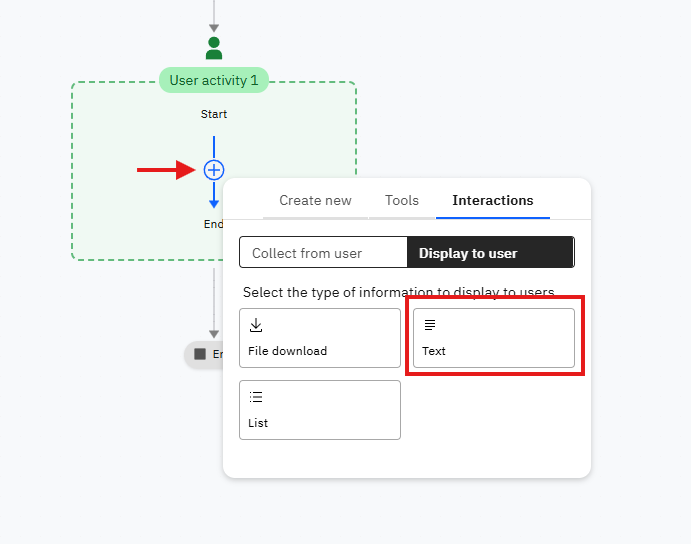 User activity 1
Start
End
Create new Tools Interactions
Collect from user Display to user
Select the type of information to display to users
File download Text
List